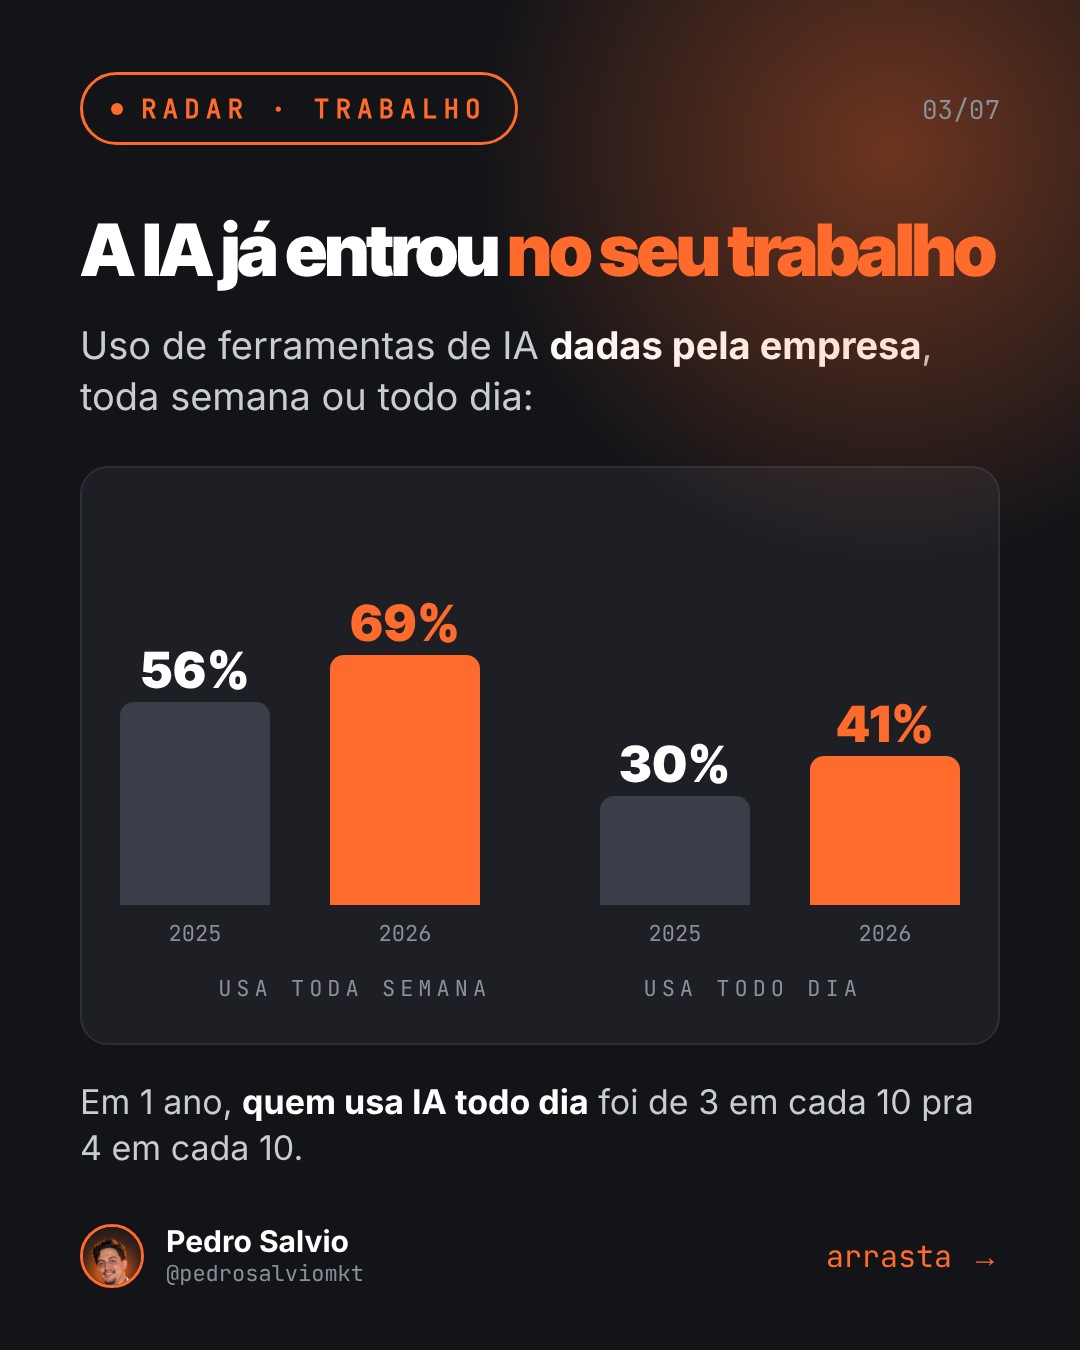 • RADAR · TRABALHO
03/07
A IA já entrou no seu trabalho
Uso de ferramentas de IA dadas pela empresa,
toda semana ou todo dia:
56%
69%
30%
41%
2025
2026
2025
2026
USA TODA SEMANA
USA TODO DIA
Em 1 ano, quem usa IA todo dia foi de 3 em cada 10 pra
4 em cada 10.
Pedro Salvio
@pedrosalviomkt
arrasta →